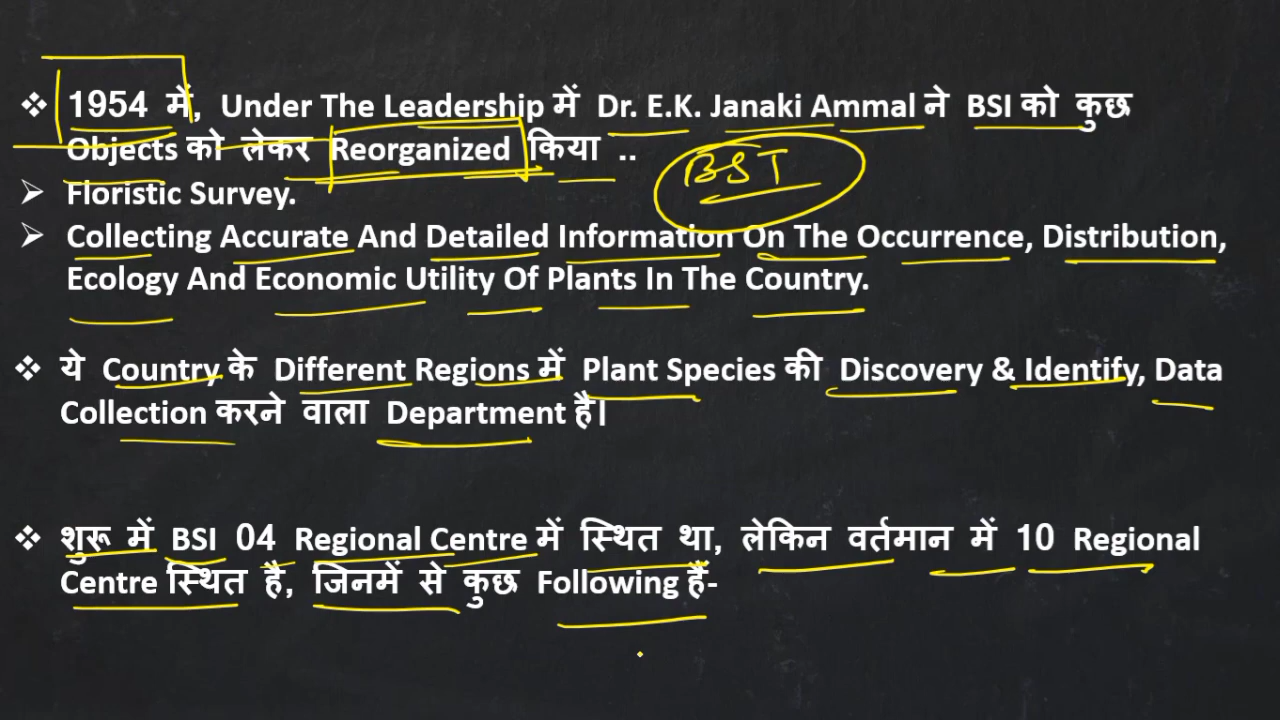 ❖ 1954 में, Under The Leadership में Dr. E.K. Janaki Ammal ने BSI को कुछ
Objects को लेकर Reorganized किया ..
BSI
➢ Floristic Survey.
➢ Collecting Accurate And Detailed Information On The Occurrence, Distribution,
Ecology And Economic Utility Of Plants In The Country.
❖ ये Country के Different Regions में Plant Species की Discovery & Identify, Data
Collection करने वाला Department है।
❖ शुरू में BSI 04 Regional Centre में स्थित था, लेकिन वर्तमान में 10 Regional
Centre स्थित है, जिनमें से कुछ Following हैं-